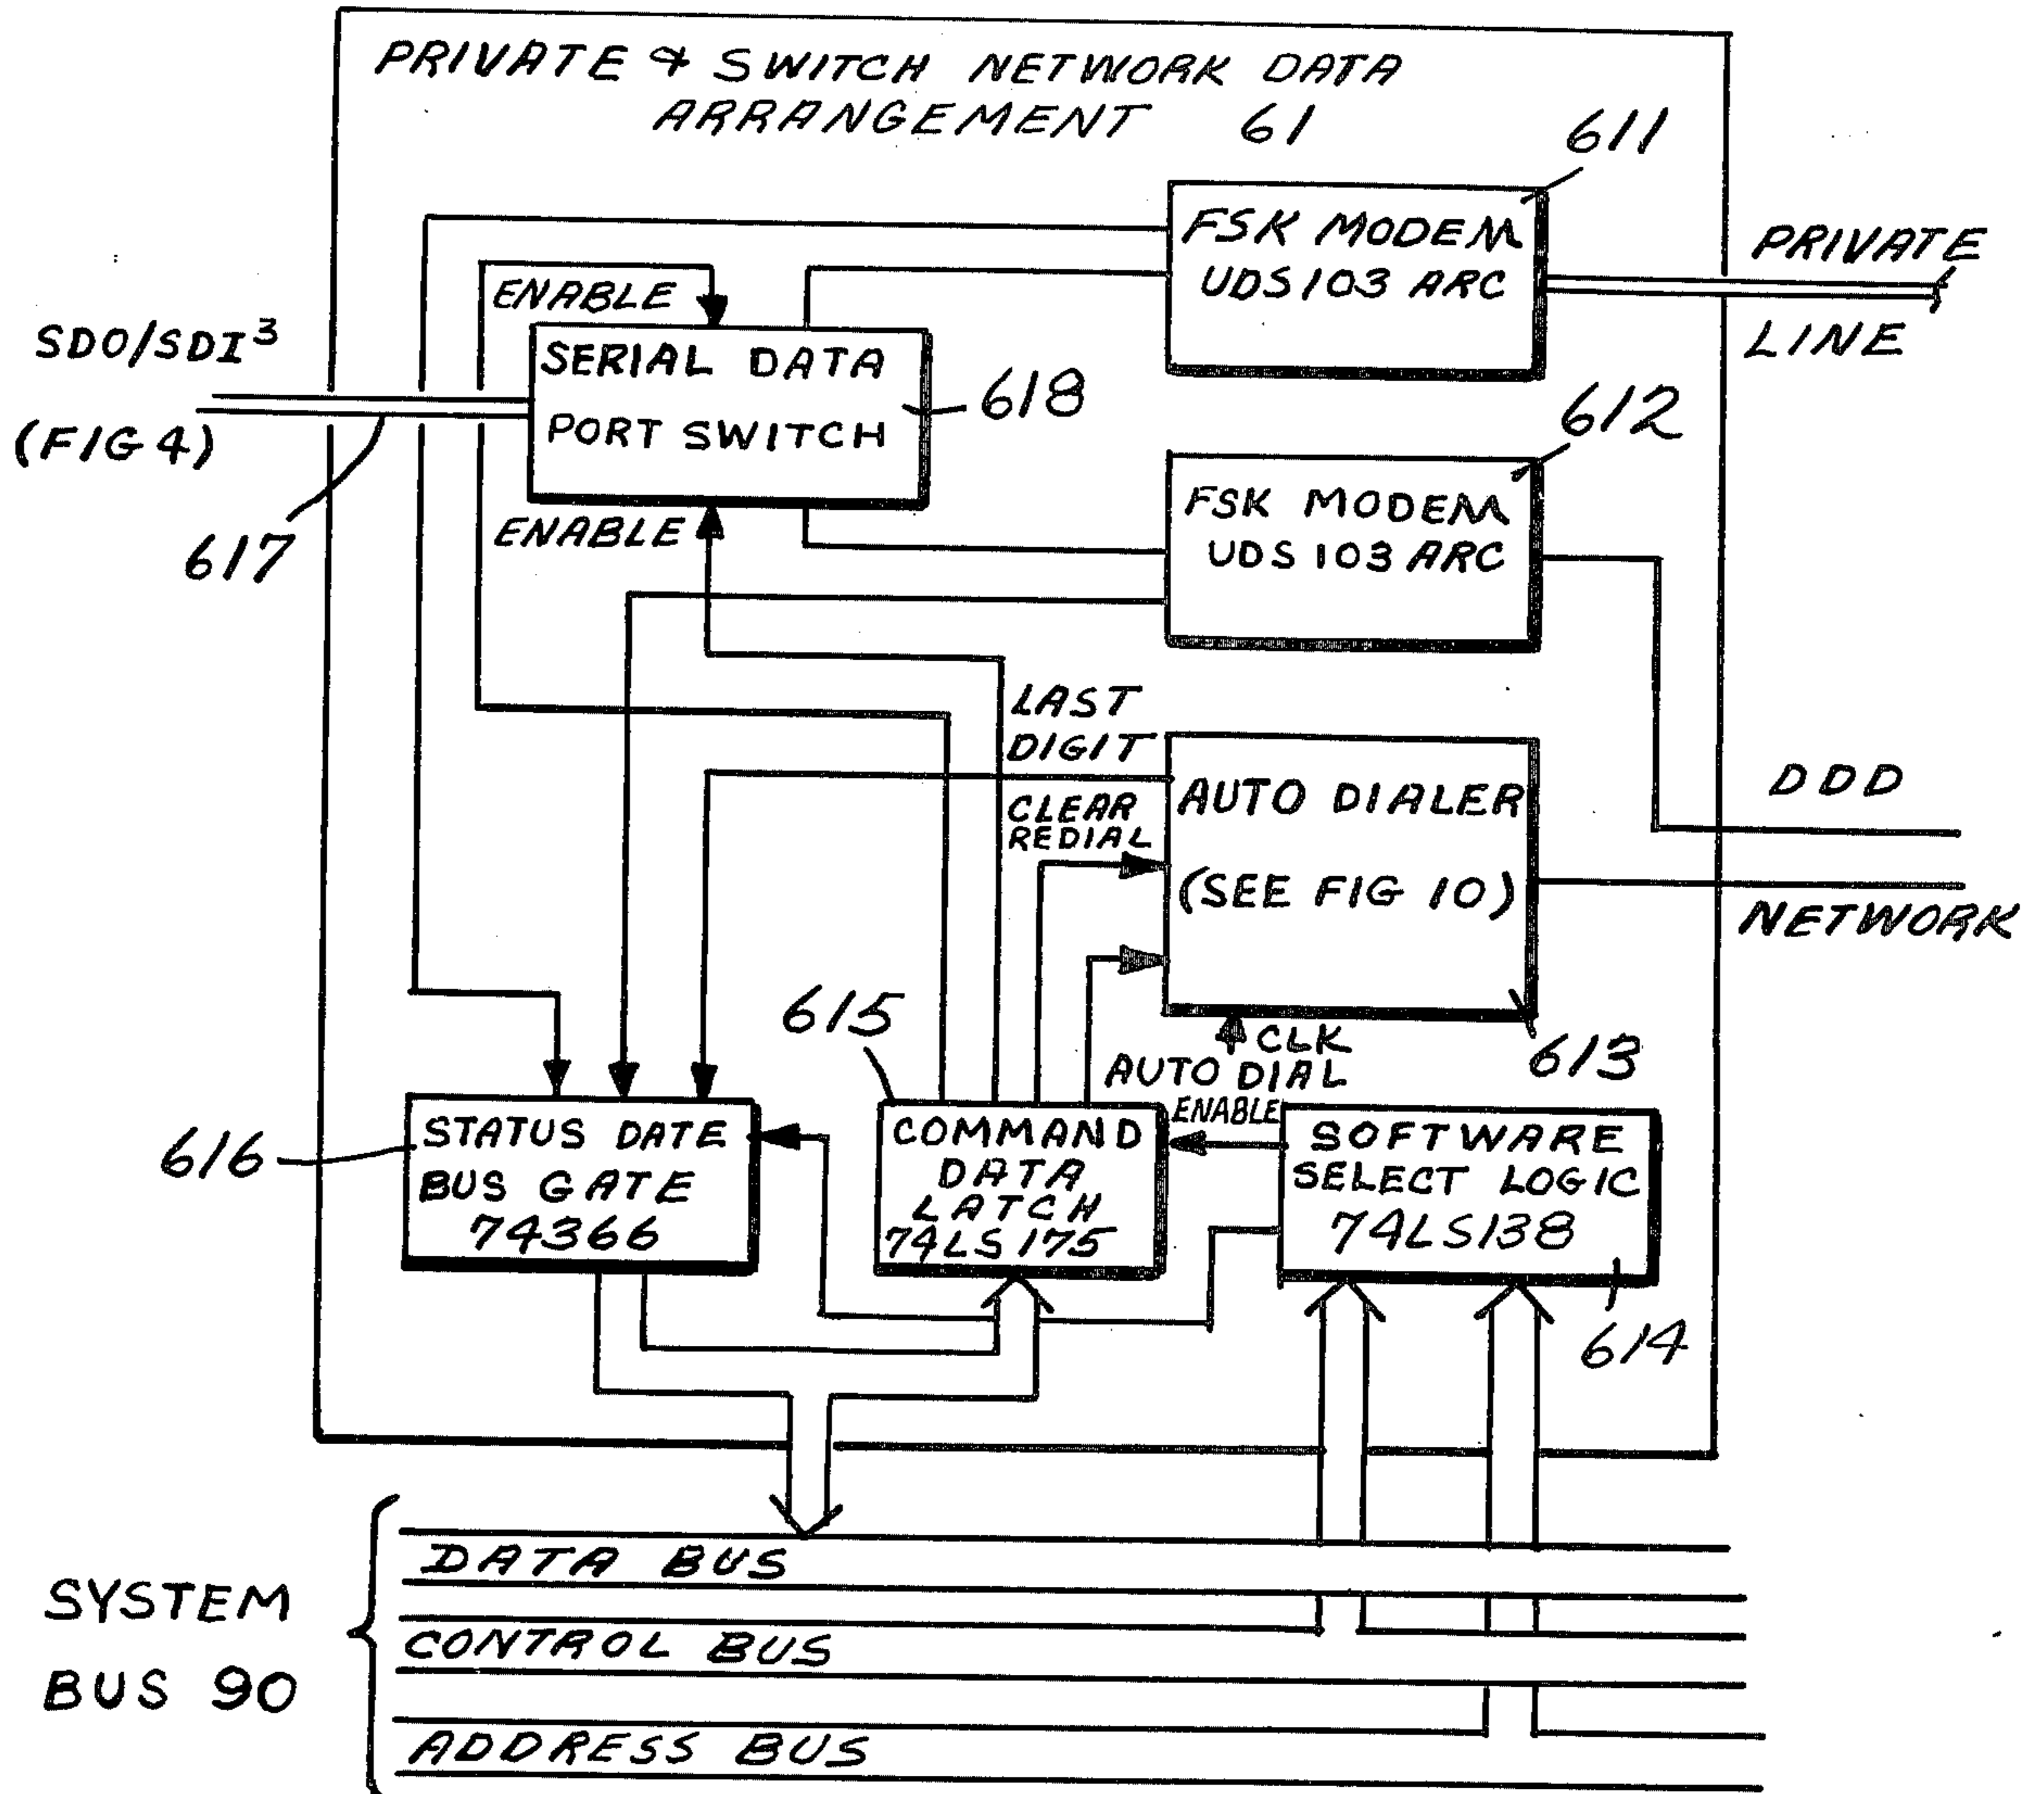 PRIVATE & SWITCH NETWORK DATA
ARRANGEMENT 61
611
FSK MODEM
UDS 103 ARC
PRIVATE
LINE
ENABLE
SDO/SDI³
(FIG 4)
SERIAL DATA
PORT SWITCH
618
617
ENABLE
612
FSK MODEM
UDS 103 ARC
LAST
DIGIT
CLEAR
REDIAL
AUTO DIALER
(SEE FIG 10)
DDD
NETWORK
613
CLK
AUTO DIAL
ENABLE
615
616
STATUS DATE
BUS GATE
74366
COMMAND
DATA
LATCH
74LS175
SOFTWARE
SELECT LOGIC
74LS138
614
SYSTEM
BUS 90
DATA BUS
CONTROL BUS
ADDRESS BUS